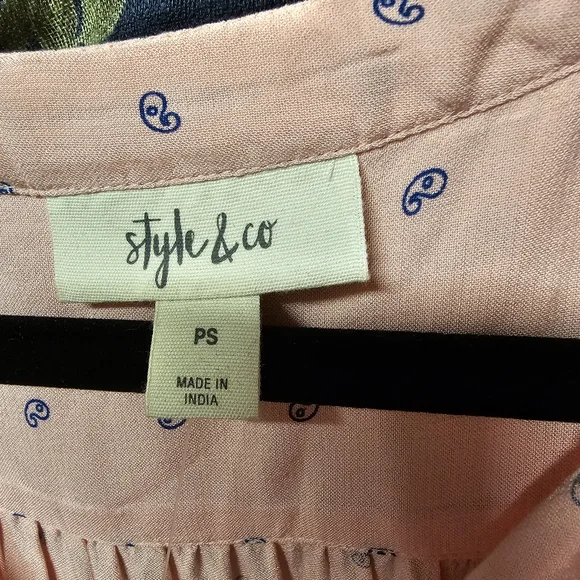 style & co
PS
MADE IN
INDIA